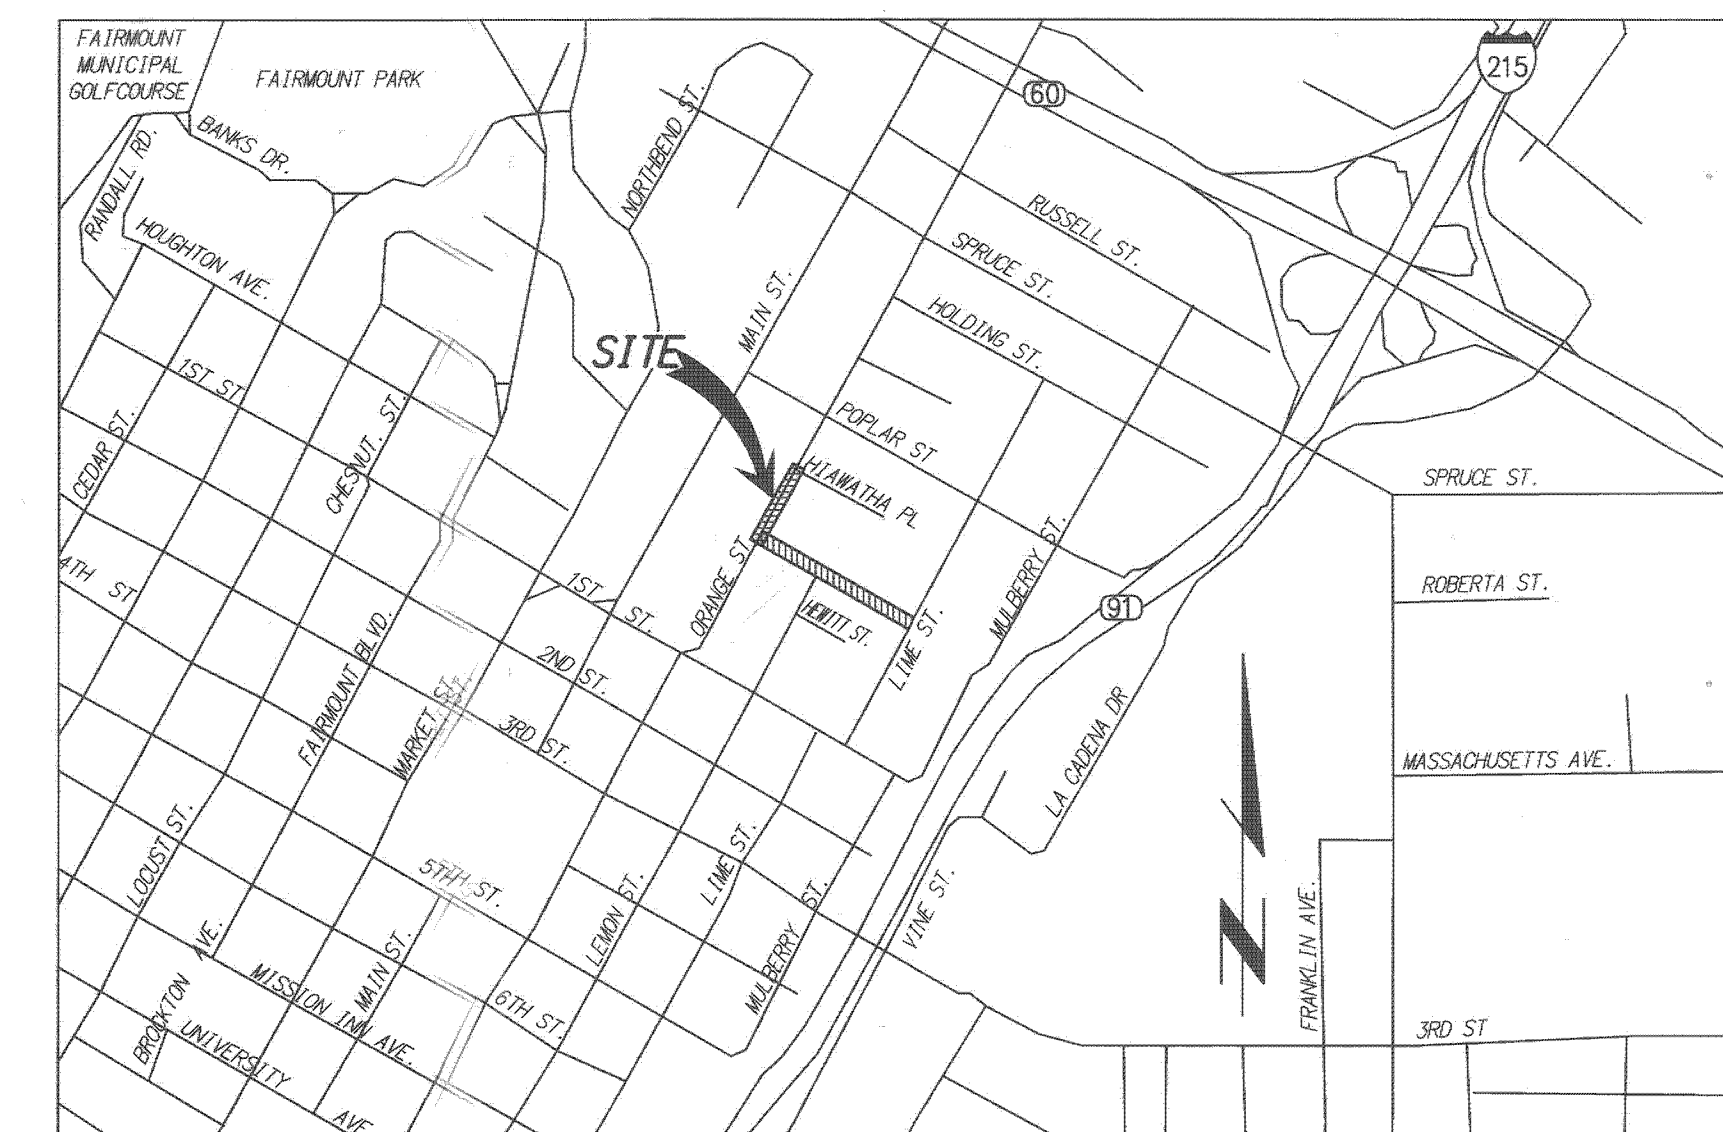 FAIRMOUNT
MUNICIPAL
GOLFCOURSE
FAIRMOUNT PARK
215
60
RANDALL RD.
BANKS DR.
NORTHBEND ST.
HOUGHTON AVE.
RUSSELL ST.
SPRUCE ST.
MAIN ST.
HOLDING ST.
SITE
1ST ST
CEDAR ST.
CHESNUT. ST.
POPLAR ST
HIAWATHA PL
SPRUCE ST.
4TH ST
1ST ST.
ORANGE ST.
HEWITT ST.
MULBERRY ST.
91
ROBERTA ST.
LIME ST.
2ND ST.
FAIRMOUNT BLVD.
MARKET ST.
3RD ST.
LA CADENA DR
MASSACHUSETTS AVE.
LOCUST ST.
5TH ST.
LIME ST.
LEMON ST.
MULBERRY ST.
VINE ST.
N
FRANKLIN AVE.
BROCKTON AVE.
MISSION INN AVE.
MAIN ST.
6TH ST.
3RD ST
UNIVERSITY AVE